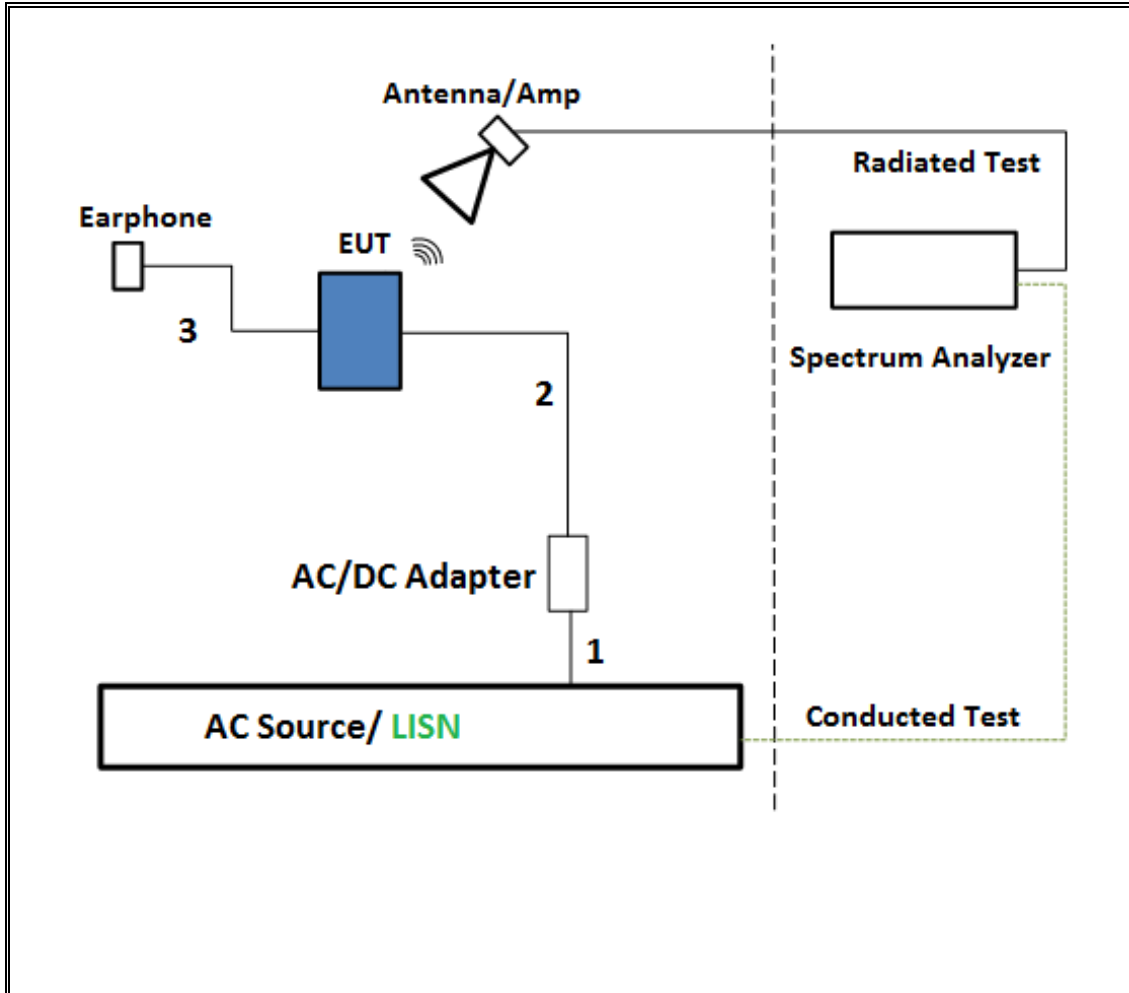 Antenna/Amp
Radiated Test
Earphone
EUT
3
Spectrum Analyzer
2
AC/DC Adapter
1
AC Source/ LISN
Conducted Test